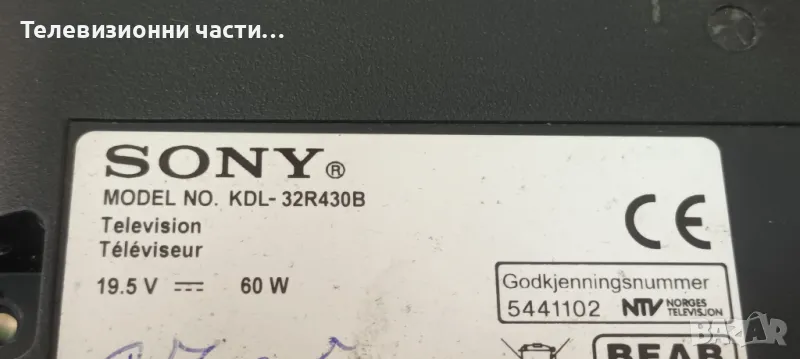 Телевизионни части...
SONY®
MODEL NO. KDL- 32R430B
Television
Téléviseur
19.5 V ⎓ 60 W
CE
Godkjenningsnummer
5441102 NTV NORGES
TELEVISJON
BEAB
BAZAR